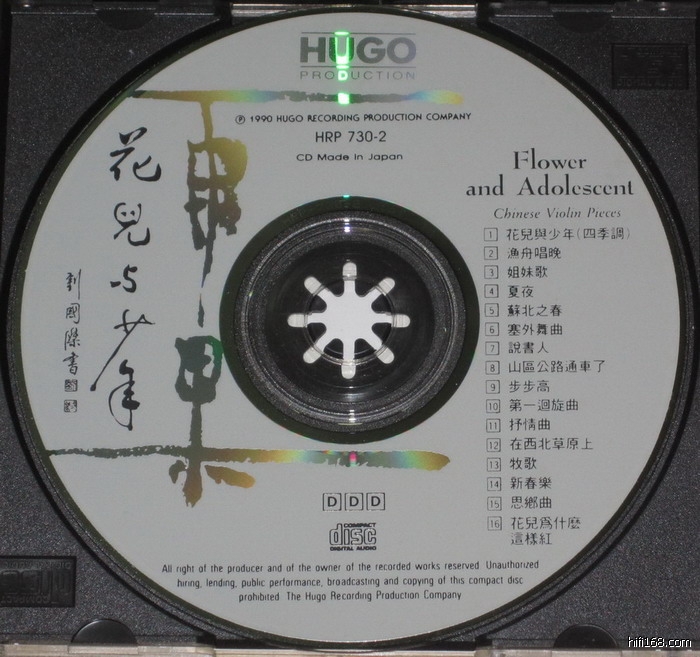 HUGO
PRODUCTION
℗ 1990 HUGO RECORDING PRODUCTION COMPANY
HRP 730-2
CD Made In Japan
花兒与少年
劉國傑書
Flower
and Adolescent
Chinese Violin Pieces
1 花兒與少年(四季調)
2 漁舟唱晚
3 姐妹歌
4 夏夜
5 蘇北之春
6 塞外舞曲
7 說書人
8 山區公路通車了
9 步步高
10 第一迴旋曲
11 抒情曲
12 在西北草原上
13 牧歌
14 新春樂
15 思鄉曲
16 花兒爲什麼
這樣紅
DDD
COMPACT
disc
DIGITAL AUDIO
All right of the producer and of the owner of the recorded works reserved. Unauthorized
hiring, lending, public performance, broadcasting and copying of this compact disc
prohibited. The Hugo Recording Production Company
hifi168.com